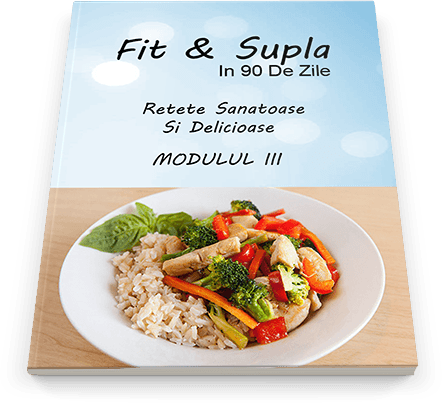 Fit & Supla
In 90 De Zile
Retete Sanatoase
Si Delicioase
MODULUL III